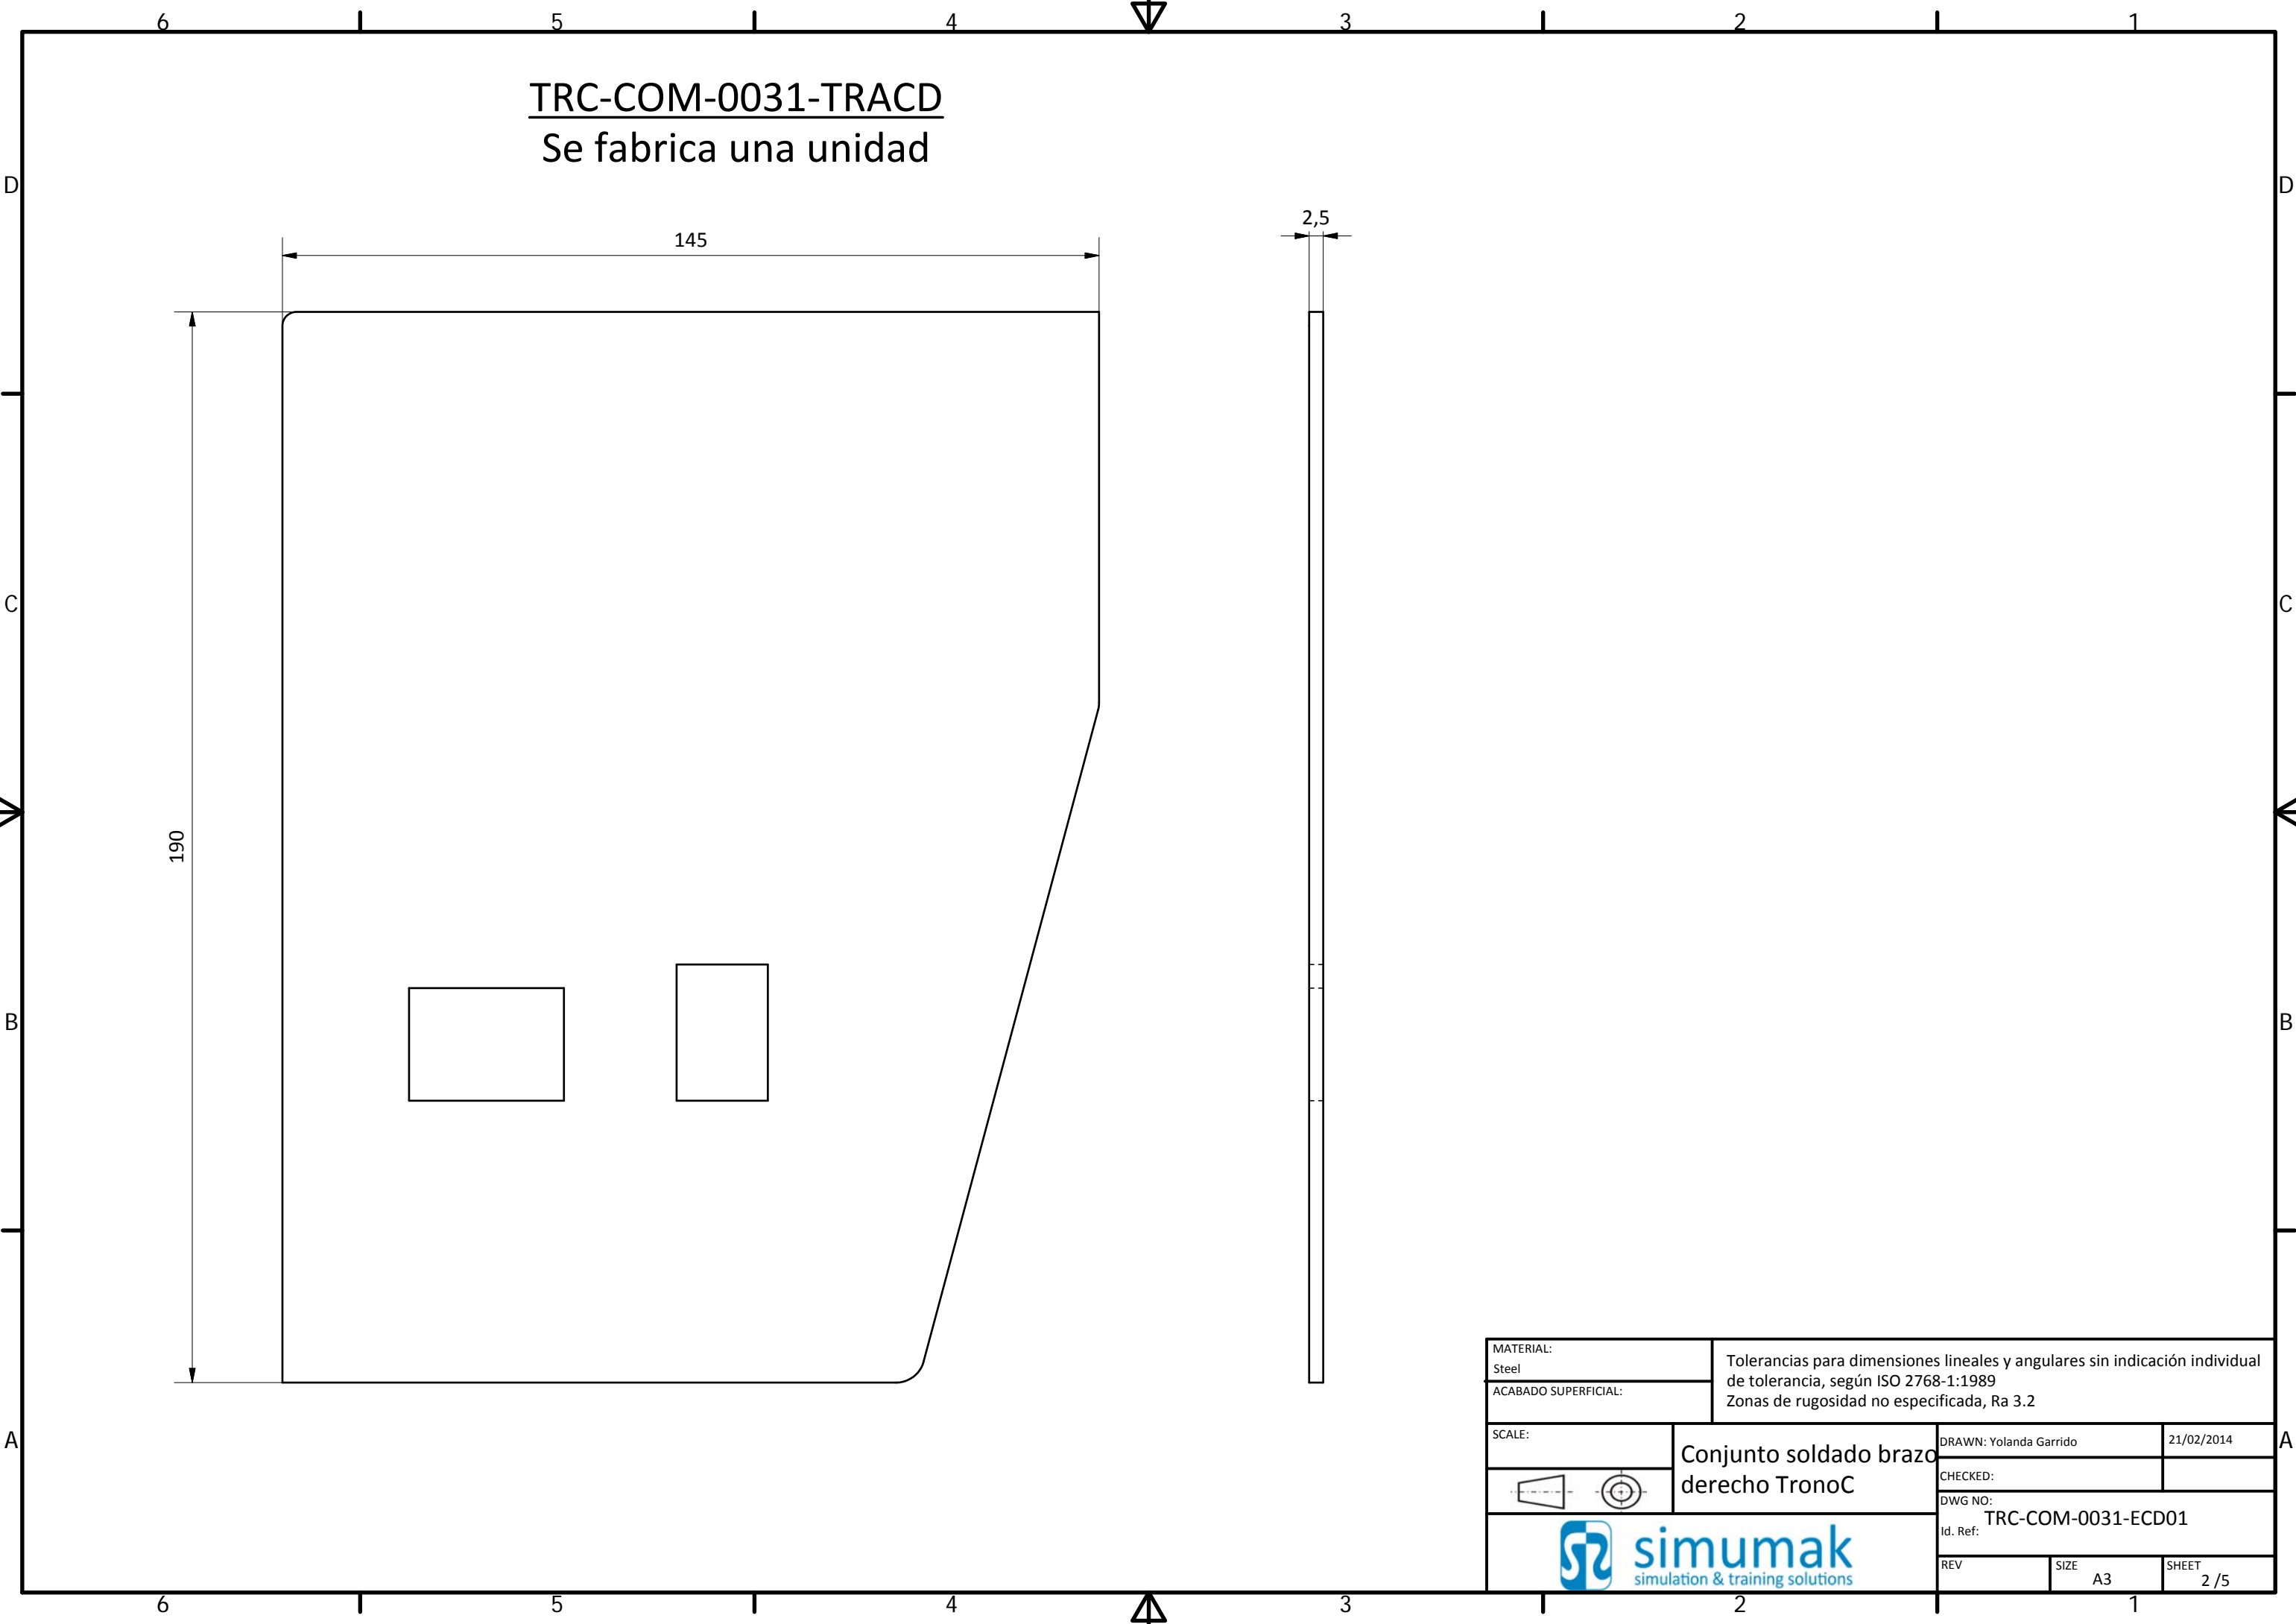 6 5 4 3 2 1
TRC-COM-0031-TRACD
Se fabrica una unidad
D D
2,5
145
C C
190
B B
MATERIAL:
Steel
Tolerancias para dimensiones lineales y angulares sin indicación individual
de tolerancia, según ISO 2768-1:1989
Zonas de rugosidad no especificada, Ra 3.2
ACABADO SUPERFICIAL:
A A
SCALE:
Conjunto soldado brazo
derecho TronoC
DRAWN: Yolanda Garrido 21/02/2014
CHECKED:
DWG NO:
TRC-COM-0031-ECD01
Id. Ref:
simumak
simulation & training solutions
REV
SIZE
A3
SHEET
2 /5
6 5 4 3 2 1